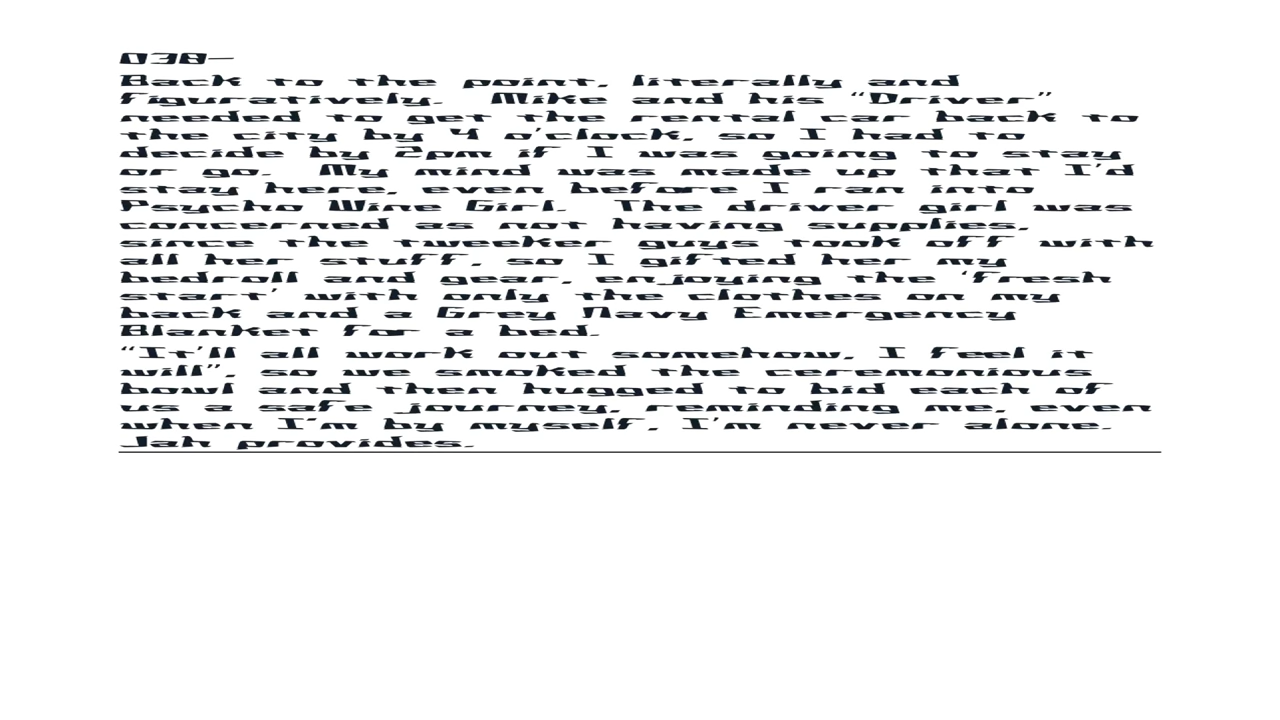 038—
Back to the point, literally and
figuratively.  Mike and his “Driver”
needed to get the rental car back to
the city by 4 o’clock, so I had to
decide by 2pm if I was going to stay
or go.  My mind was made up that I’d
stay here, even before I ran into
Psycho Wine Girl.  The driver girl was
concerned as not having supplies,
since the tweeker guys took off with
all her stuff, so I gifted her my
bedroll and gear, enjoying the ‘fresh
start’ with only the clothes on my
back and a Grey Navy Emergency
Blanket for a bed.
“It’ll all work out somehow, I feel it
will”, so we smoked the ceremonious
bowl and then hugged to bid each of
us a safe journey, reminding me, even
when I’m by myself, I’m never alone.
Jah provides.